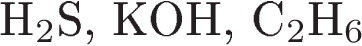 H₂S, KOH, C₂H₆